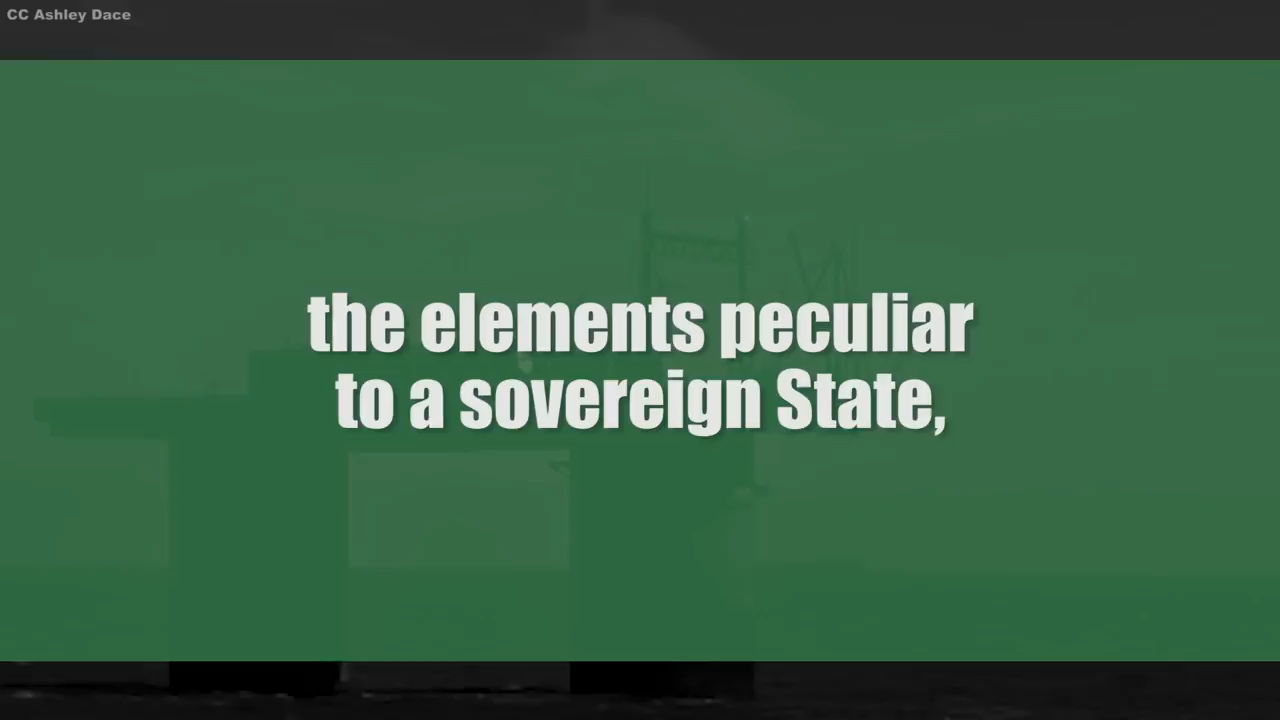 CC Ashley Dace
the elements peculiar
to a sovereign State,